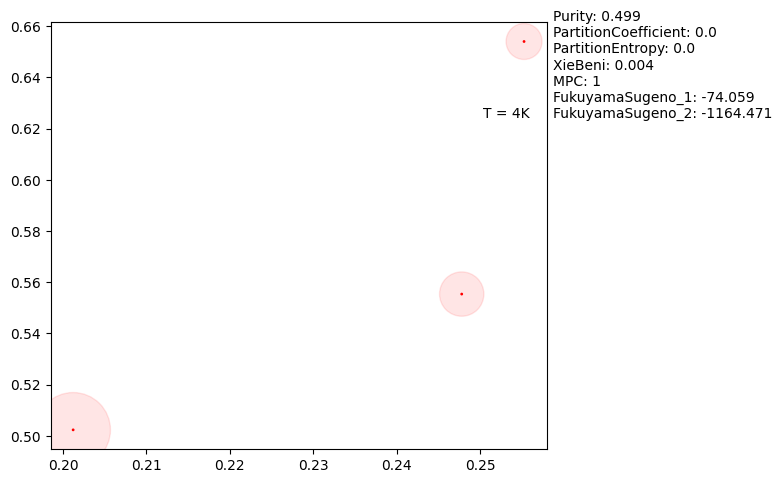 Purity: 0.499
PartitionCoefficient: 0.0
PartitionEntropy: 0.0
XieBeni: 0.004
MPC: 1
FukuyamaSugeno_1: -74.059
FukuyamaSugeno_2: -1164.471
T = 4K
0.66
0.64
0.62
0.60
0.58
0.56
0.54
0.52
0.50
0.20 0.21 0.22 0.23 0.24 0.25